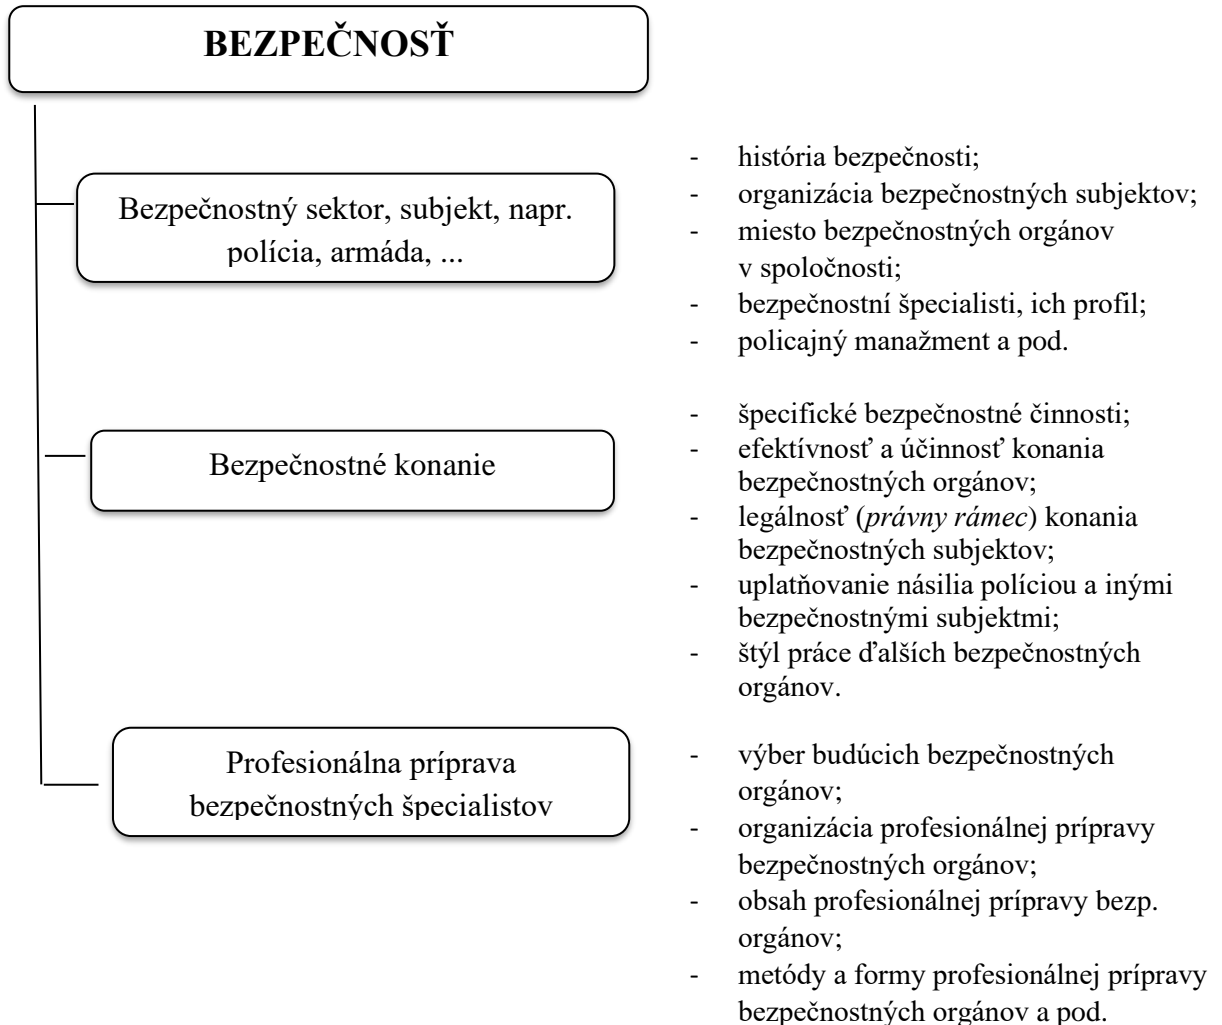 BEZPEČNOSŤ
Bezpečnostný sektor, subjekt, napr.
polícia, armáda, ...
- história bezpečnosti;
- organizácia bezpečnostných subjektov;
- miesto bezpečnostných orgánov
v spoločnosti;
- bezpečnostní špecialisti, ich profil;
- policajný manažment a pod.
Bezpečnostné konanie
- špecifické bezpečnostné činnosti;
- efektívnosť a účinnosť konania
bezpečnostných orgánov;
- legálnosť (právny rámec) konania
bezpečnostných subjektov;
- uplatňovanie násilia políciou a inými
bezpečnostnými subjektmi;
- štýl práce ďalších bezpečnostných
orgánov.
Profesionálna príprava
bezpečnostných špecialistov
- výber budúcich bezpečnostných
orgánov;
- organizácia profesionálnej prípravy
bezpečnostných orgánov;
- obsah profesionálnej prípravy bezp.
orgánov;
- metódy a formy profesionálnej prípravy
bezpečnostných orgánov a pod.